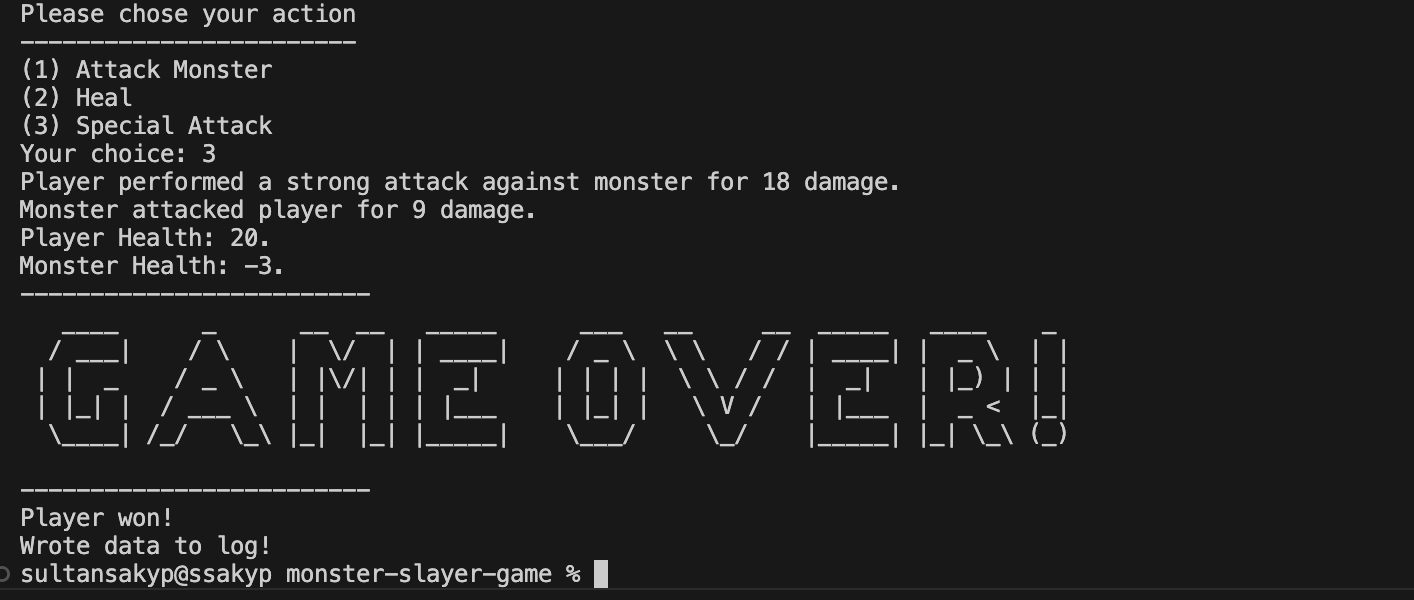 Please chose your action
------------------------
(1) Attack Monster
(2) Heal
(3) Special Attack
Your choice: 3
Player performed a strong attack against monster for 18 damage.
Monster attacked player for 9 damage.
Player Health: 20.
Monster Health: -3.
-------------------------
GAME OVER!
-------------------------
Player won!
Wrote data to log!
sultansakyp@ssakyp monster-slayer-game %